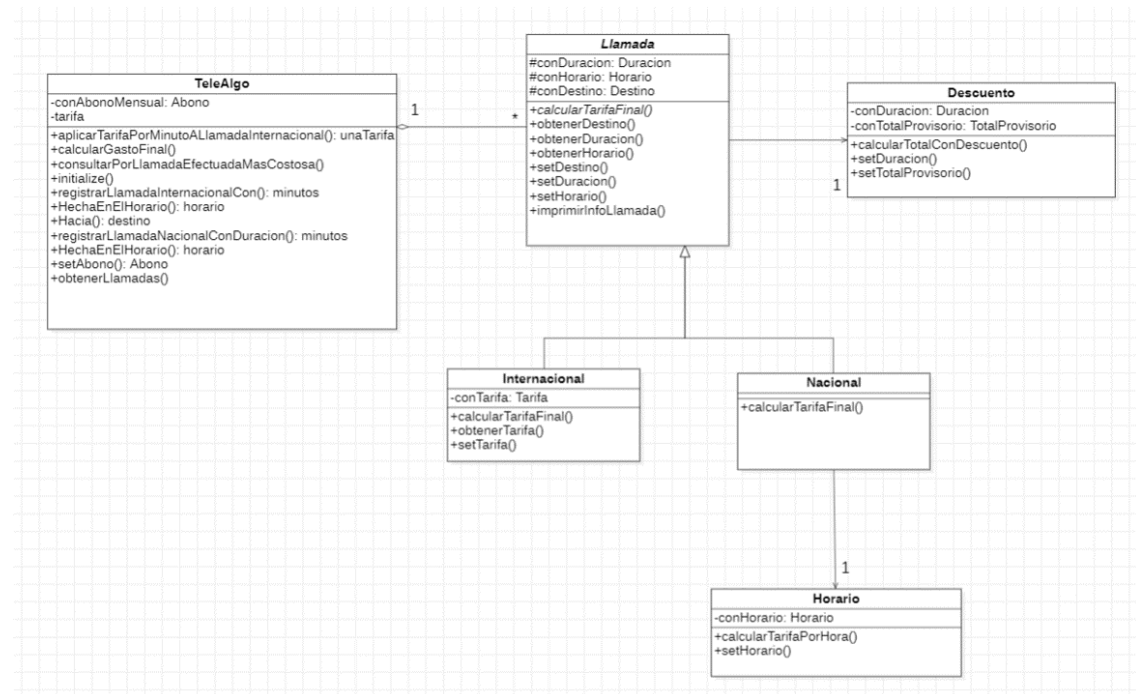 TeleAlgo
-conAbonoMensual: Abono
-tarifa
+aplicarTarifaPorMinutoALlamadaInternacional(): unaTarifa
+calcularGastoFinal()
+consultarPorLlamadaEfectuadaMasCostosa()
+initialize()
+registrarLlamadaInternacionalCon(): minutos
+HechaEnElHorario(): horario
+Hacia(): destino
+registrarLlamadaNacionalConDuracion(): minutos
+HechaEnElHorario(): horario
+setAbono(): Abono
+obtenerLlamadas()
1
*
Llamada
#conDuracion: Duracion
#conHorario: Horario
#conDestino: Destino
+calcularTarifaFinal()
+obtenerDestino()
+obtenerDuracion()
+obtenerHorario()
+setDestino()
+setDuracion()
+setHorario()
+imprimirInfoLlamada()
1
Descuento
-conDuracion: Duracion
-conTotalProvisorio: TotalProvisorio
+calcularTotalConDescuento()
+setDuracion()
+setTotalProvisorio()
Internacional
-conTarifa: Tarifa
+calcularTarifaFinal()
+obtenerTarifa()
+setTarifa()
Nacional
+calcularTarifaFinal()
1
Horario
-conHorario: Horario
+calcularTarifaPorHora()
+setHorario()